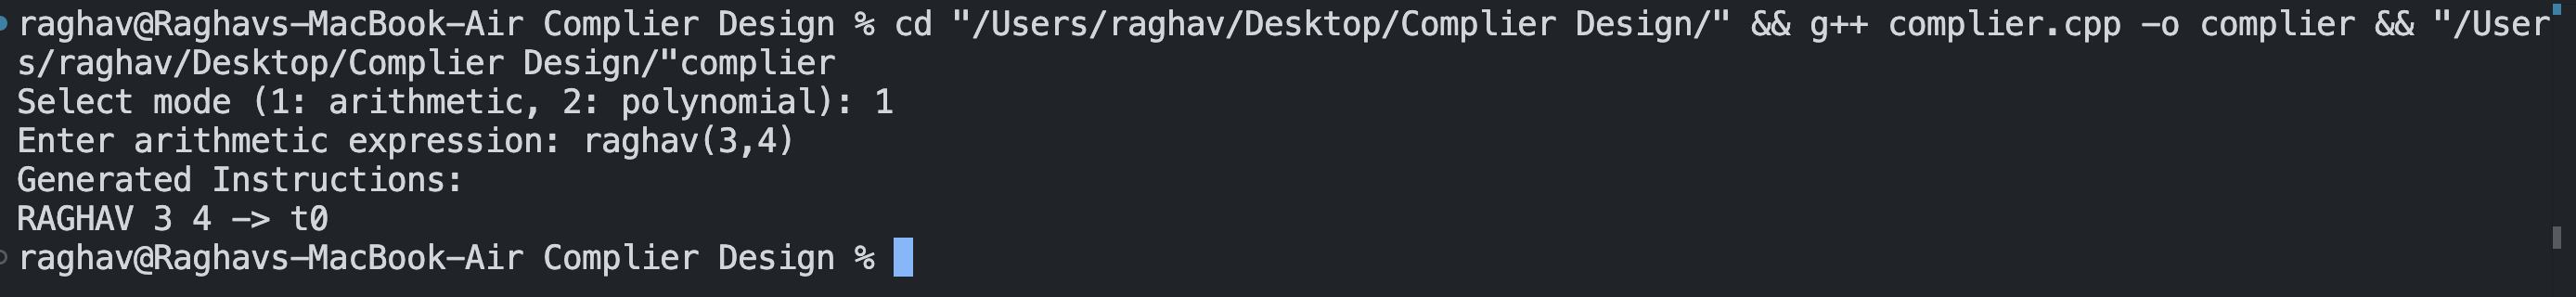 raghav@Raghavs-MacBook-Air Complier Design % cd "/Users/raghav/Desktop/Complier Design/" && g++ complier.cpp -o complier && "/User
s/raghav/Desktop/Complier Design/"complier
Select mode (1: arithmetic, 2: polynomial): 1
Enter arithmetic expression: raghav(3,4)
Generated Instructions:
RAGHAV 3 4 -> t0
raghav@Raghavs-MacBook-Air Complier Design %